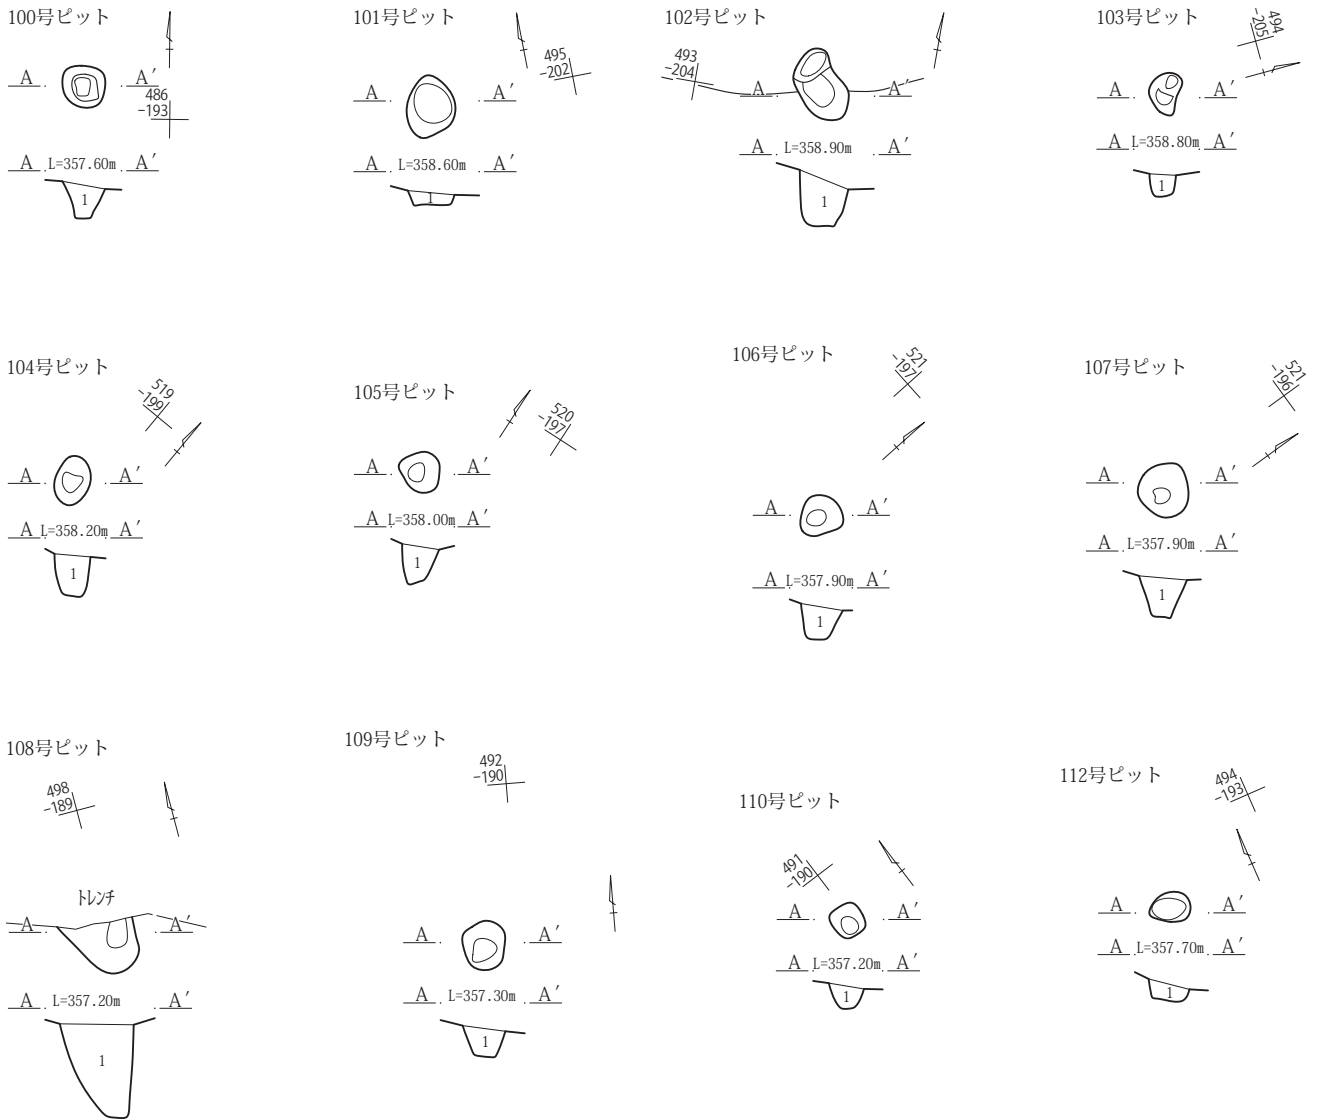 100号ピット
A A′
486
-193
A L=357.60m A′
1
101号ピット
495
-202
A A′
A L=358.60m A′
1
102号ピット
493
-204
A A′
A L=358.90m A′
1
103号ピット
494
-205
A A′
A L=358.80m A′
1
104号ピット
519
-199
A A′
A L=358.20m A′
1
105号ピット
520
-197
A A′
A L=358.00m A′
1
106号ピット
521
-197
A A′
A L=357.90m A′
1
107号ピット
521
-196
A A′
A L=357.90m A′
1
108号ピット
498
-189
トレンチ
A A′
A L=357.20m A′
1
109号ピット
492
-190
A A′
A L=357.30m A′
1
110号ピット
491
-190
A A′
A L=357.20m A′
1
112号ピット
494
-193
A A′
A L=357.70m A′
1